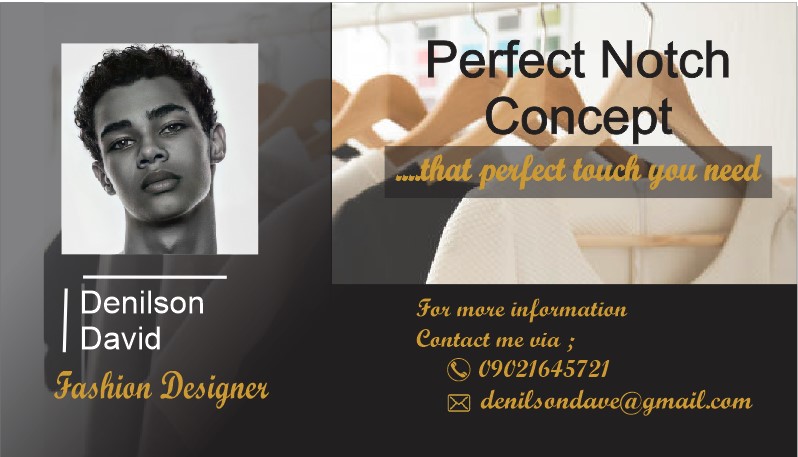 Perfect Notch
Concept
....that perfect touch you need
Denilson
David
Fashion Designer
For more information
Contact me via ;
09021645721
denilsondave@gmail.com